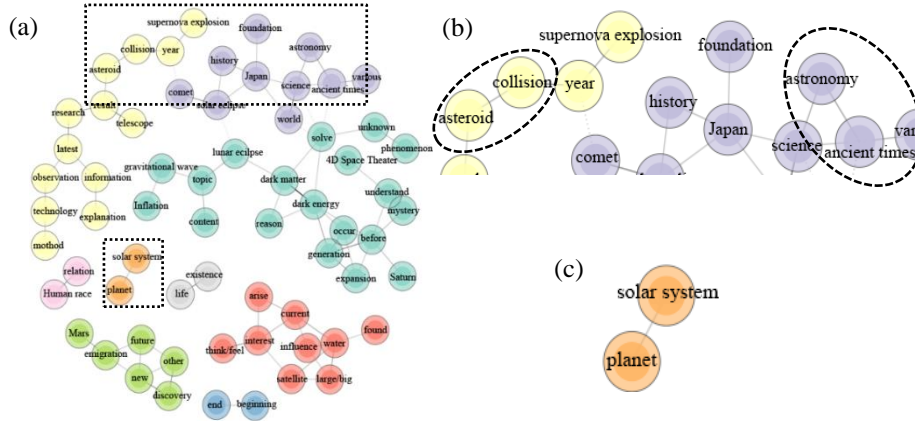 (a)
supernova explosion
foundation
collision
year
astronomy
history
asteroid
Japan
various
science
ancient times
comet
result
solar eclipse
research
telescope
world
latest
solve
unknown
phenomenon
lunar ecilpse
4D Space Theater
gravitational wave
observation
information
topic
dark matter
understand
Inflation
dark energy
mystery
technology
explanation
content
reason
occur
before
mothod
generation
solar system
relation
existence
expansion
Saturn
Human race
planet
life
arise
current
Mars
future
found
emigration
other
think/feel
interest
influence
water
new
satellite
large/big
discovery
end
beginning
(b)
supernova explosion
foundation
collision
year
astronomy
history
asteroid
Japan
science
ancient times
comet
(c)
solar system
planet